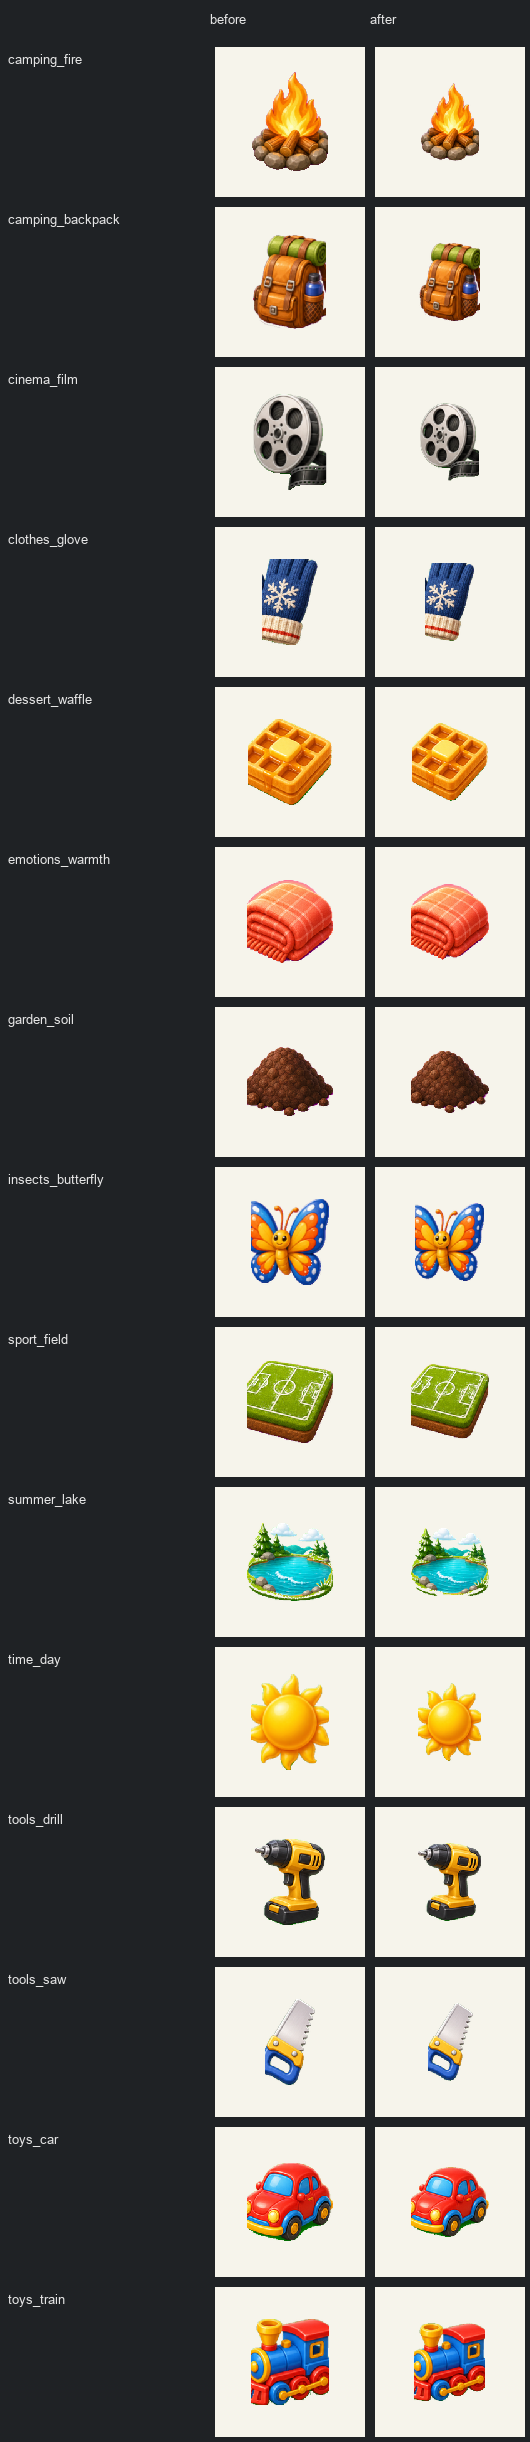 before after
camping_fire
camping_backpack
cinema_film
clothes_glove
dessert_waffle
emotions_warmth
garden_soil
insects_butterfly
sport_field
summer_lake
time_day
tools_drill
tools_saw
toys_car
toys_train